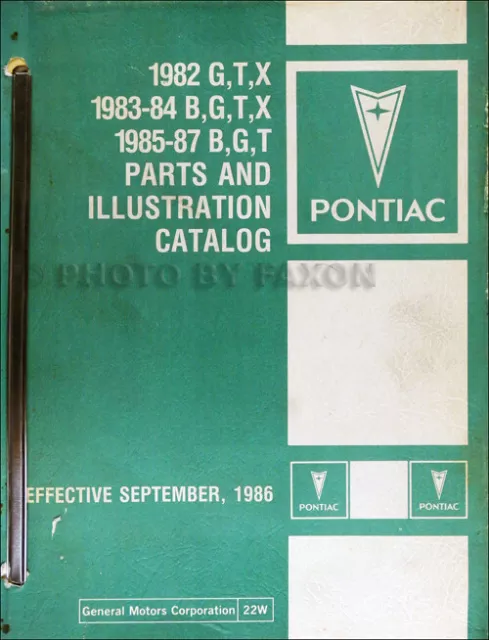 1982 G,T,X
1983-84 B,G,T,X
1985-87 B,G,T
PARTS AND
ILLUSTRATION
CATALOG
PONTIAC
© PHOTO BY FAXON
EFFECTIVE SEPTEMBER, 1986
PONTIAC
PONTIAC
General Motors Corporation 22W